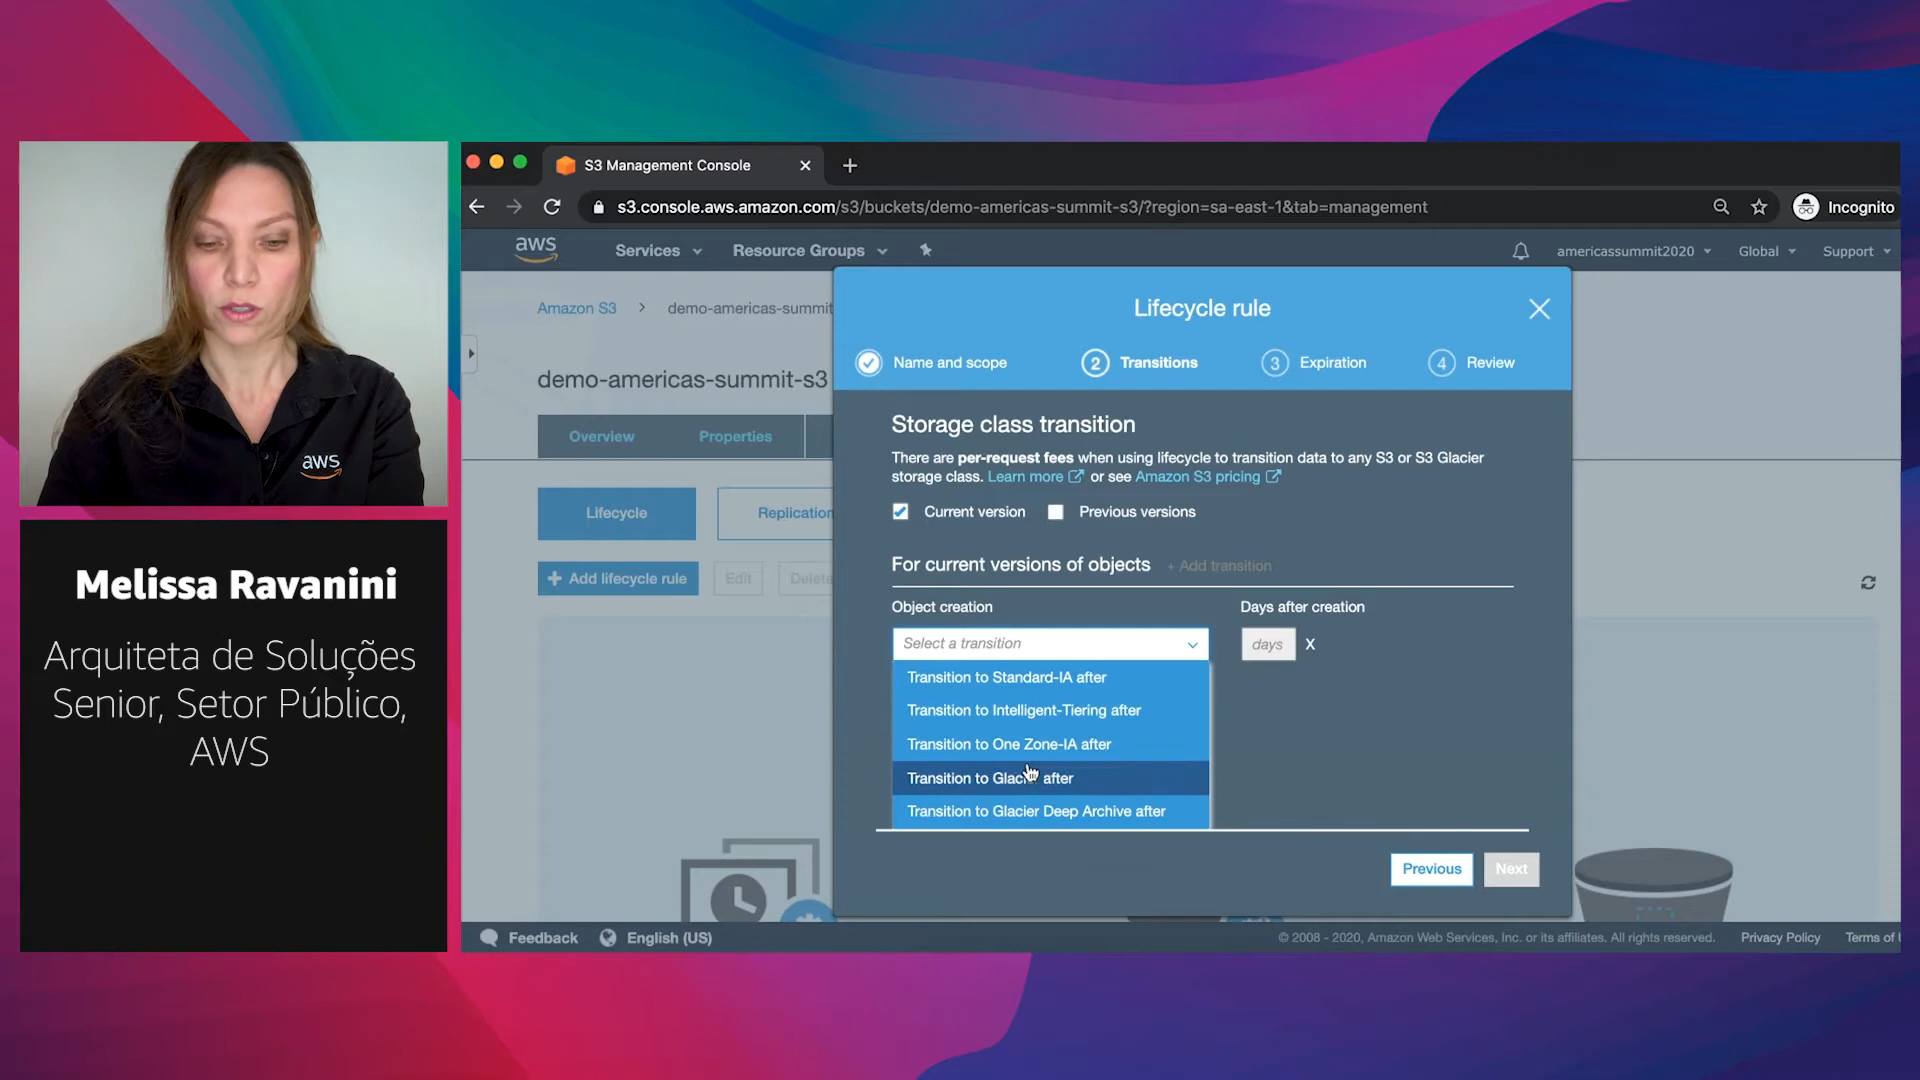 S3 Management Console
s3.console.aws.amazon.com/s3/buckets/demo-americas-summit-s3/?region=sa-east-1&tab=management
Incognito
aws
Services
Resource Groups
americassummit2020
Global
Support
Amazon S3
demo-americas-summit
demo-americas-summit-s3
Overview
Properties
Lifecycle
Replication
Add lifecycle rule
Edit
Delete
Lifecycle rule
Name and scope
2 Transitions
3 Expiration
4 Review
Storage class transition
There are per-request fees when using lifecycle to transition data to any S3 or S3 Glacier
storage class. Learn more or see Amazon S3 pricing
Current version
Previous versions
For current versions of objects
+ Add transition
Object creation
Days after creation
Select a transition
days
X
Transition to Standard-IA after
Transition to Intelligent-Tiering after
Transition to One Zone-IA after
Transition to Glacier after
Transition to Glacier Deep Archive after
Previous
Next
Feedback
English (US)
© 2008 - 2020, Amazon Web Services, Inc. or its affiliates. All rights reserved.
Privacy Policy
Terms of
aws
Melissa Ravanini
Arquiteta de Soluções
Senior, Setor Público,
AWS